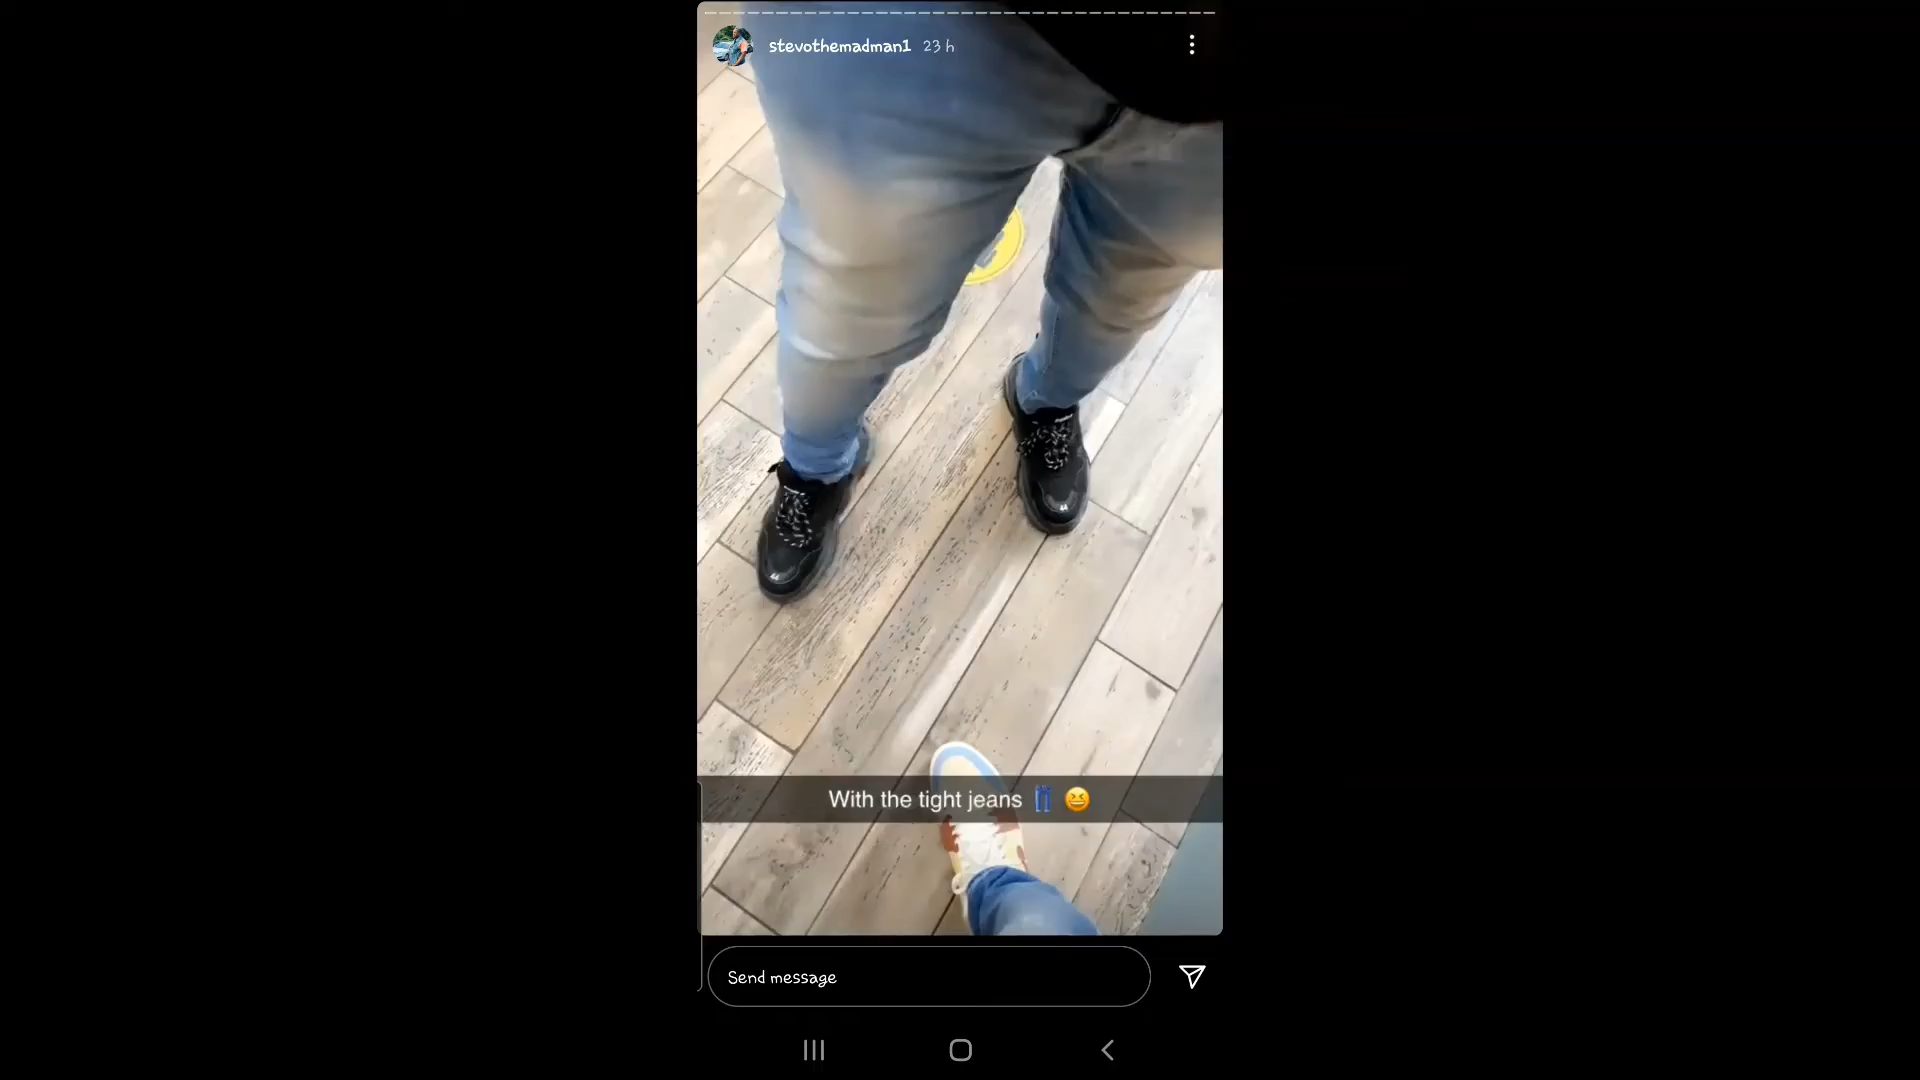 stevothemadman1 23 h
With the tight jeans 👖 😆
Send message